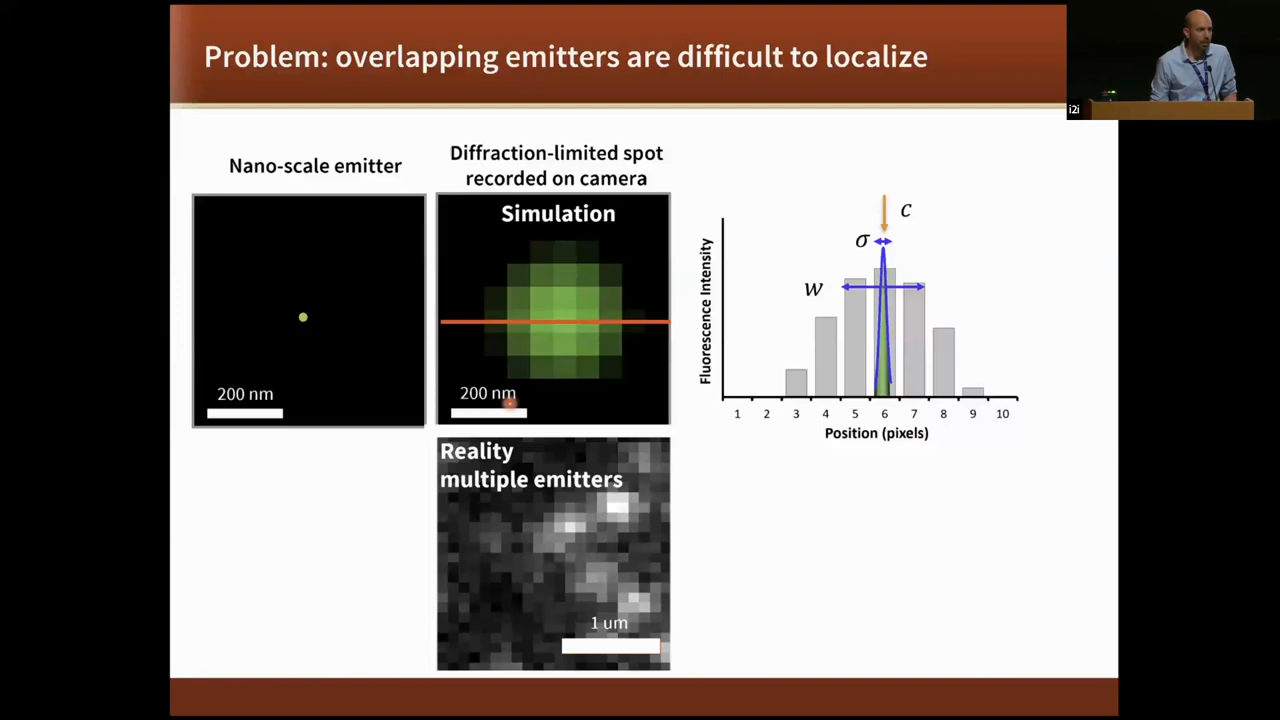 Problem: overlapping emitters are difficult to localize
i2i
Nano-scale emitter
200 nm
Diffraction-limited spot
recorded on camera
Simulation
200 nm
Reality
multiple emitters
1 um
c
σ
w
Fluorescence Intensity
1 2 3 4 5 6 7 8 9 10
Position (pixels)